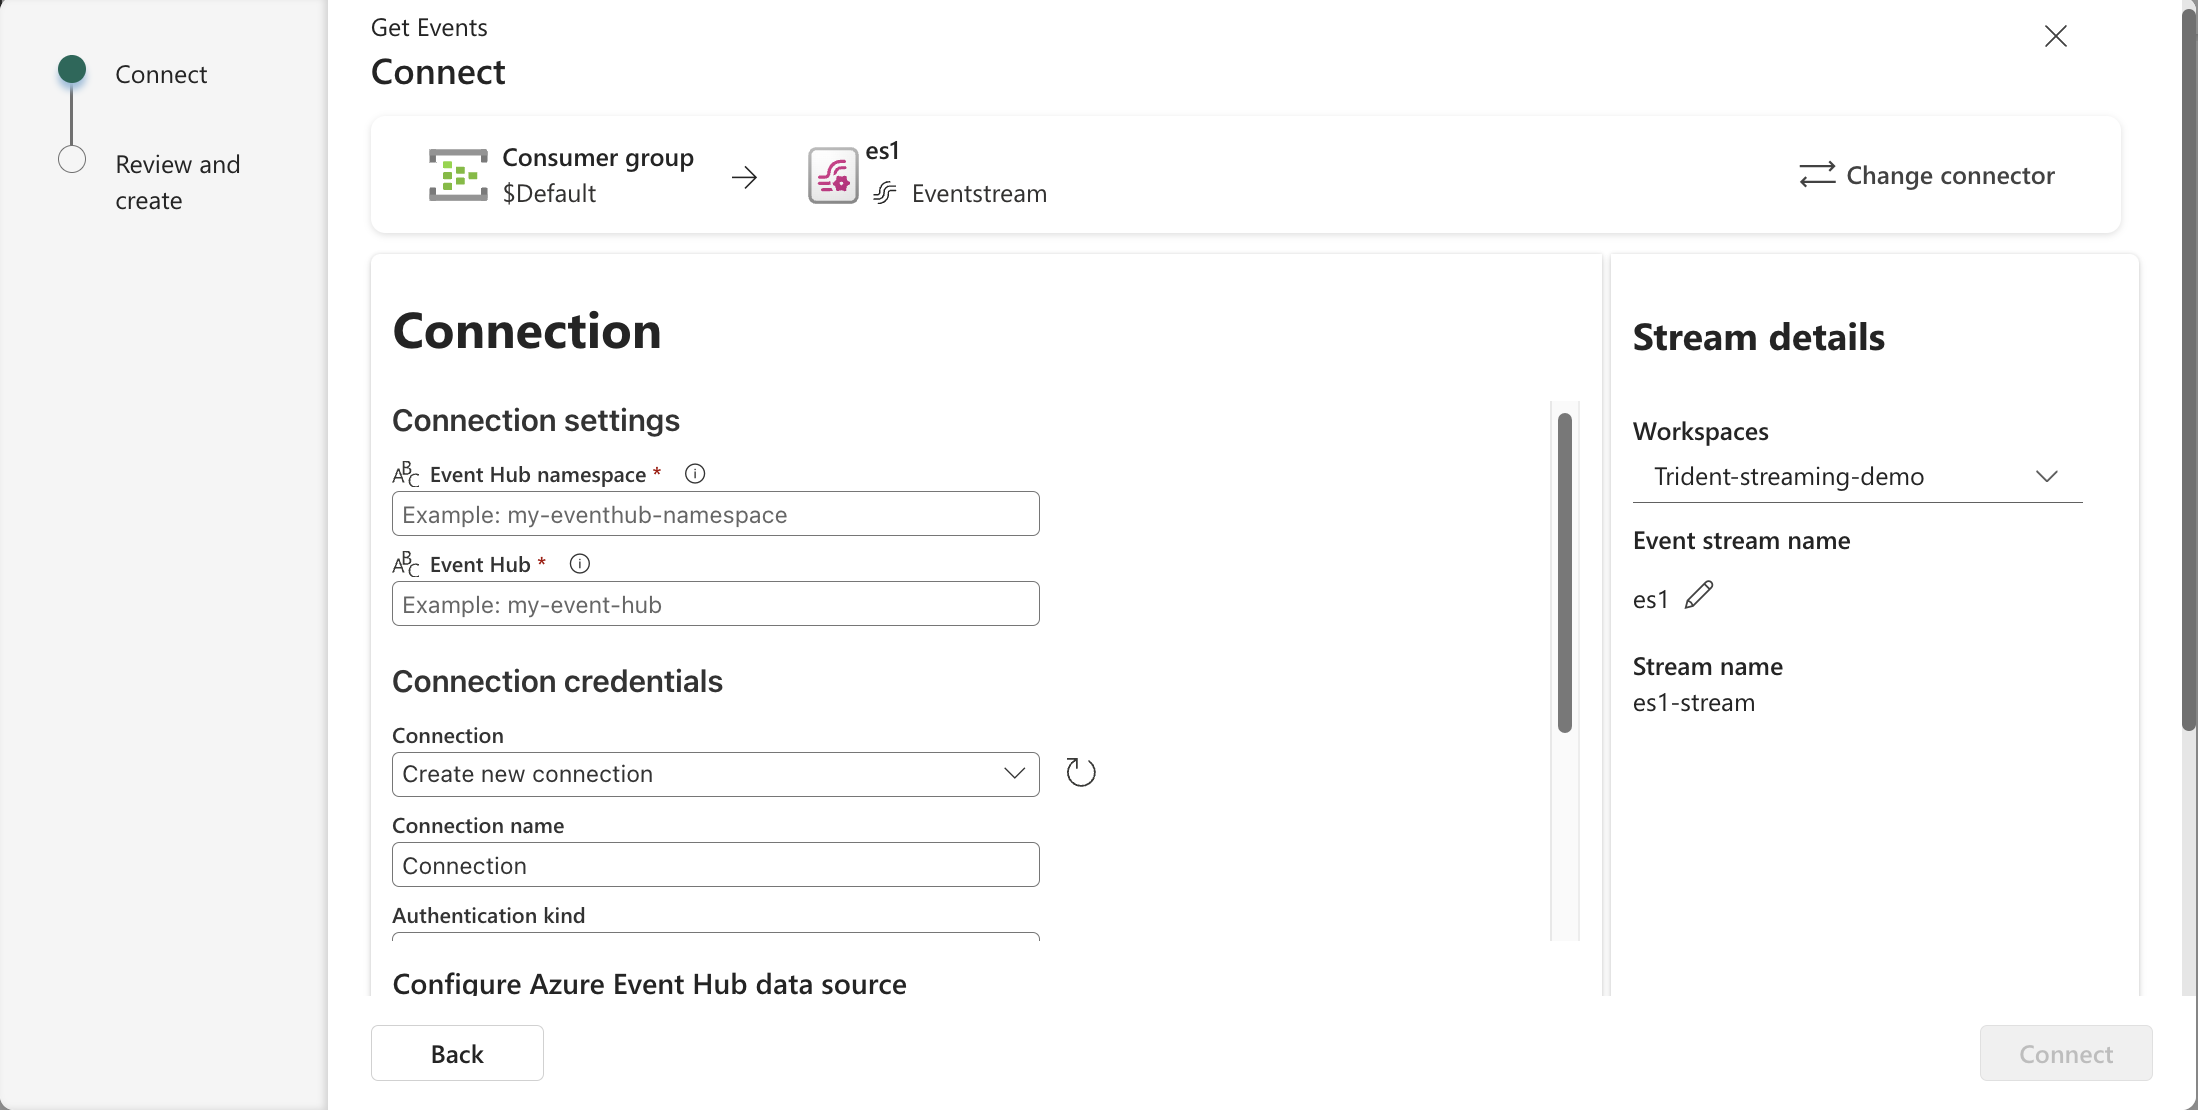 Connect
Review and
create
Get Events
Connect
Consumer group
$Default
es1
Eventstream
Change connector
Connection
Connection settings
ABC Event Hub namespace *
Example: my-eventhub-namespace
ABC Event Hub *
Example: my-event-hub
Connection credentials
Connection
Create new connection
Connection name
Connection
Authentication kind
Configure Azure Event Hub data source
Stream details
Workspaces
Trident-streaming-demo
Event stream name
es1
Stream name
es1-stream
Back
Connect